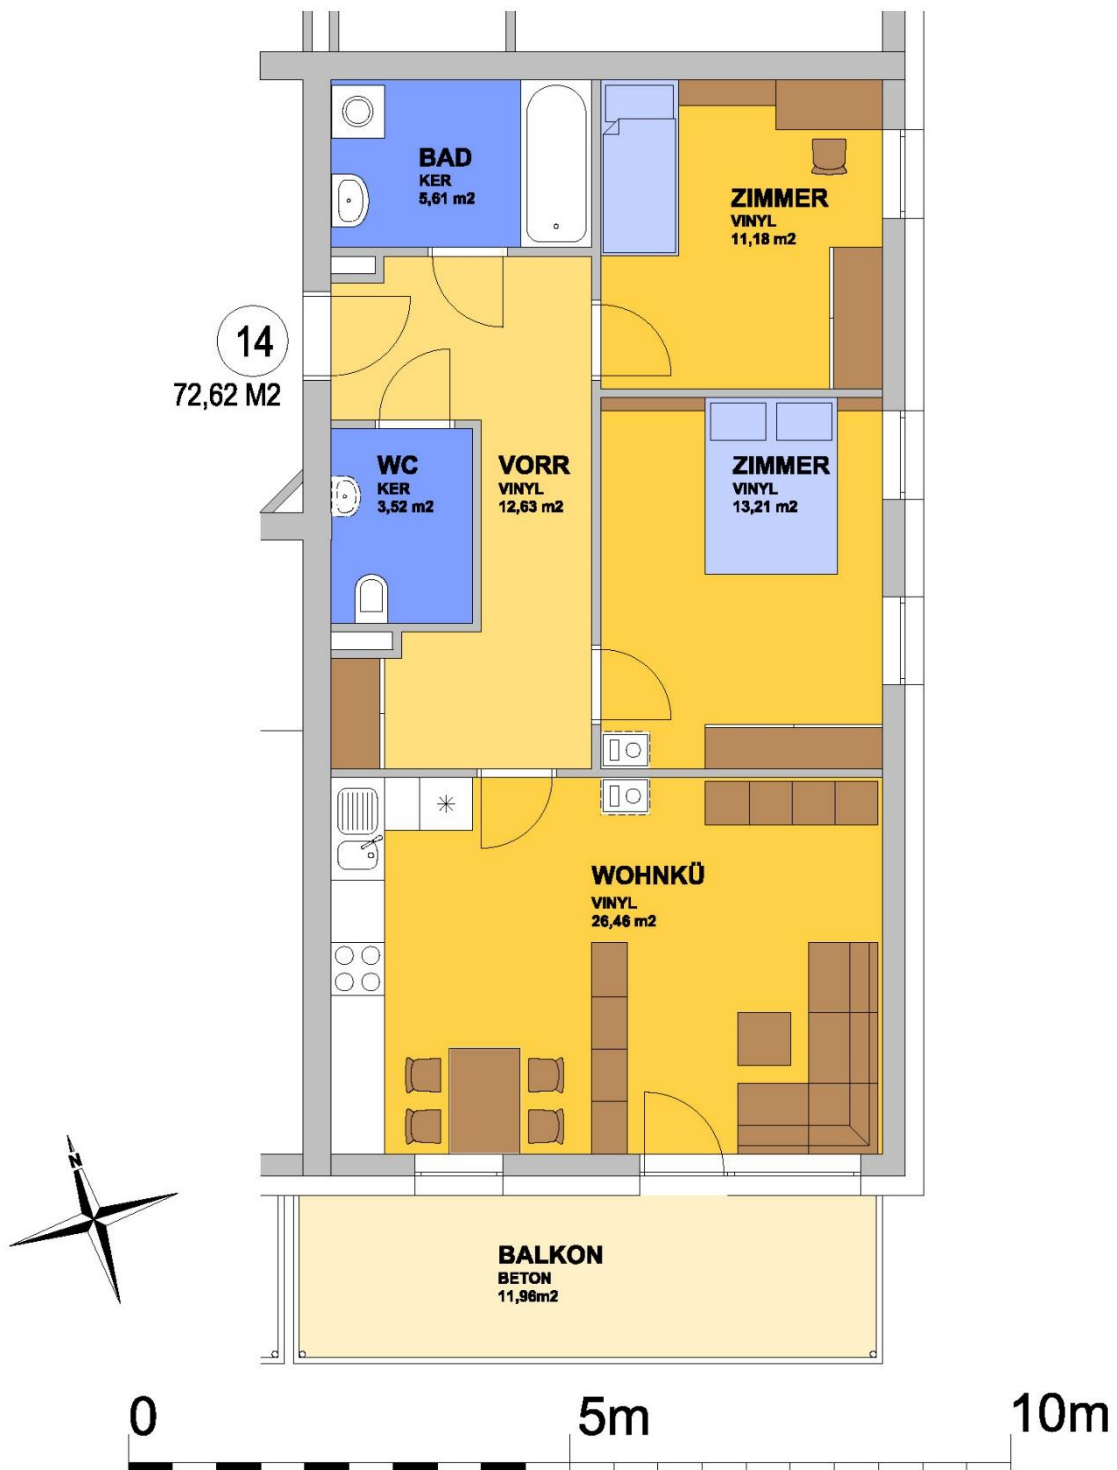 BAD
KER
5,61 m2
ZIMMER
VINYL
11,18 m2
14
72,62 M2
WC
KER
3,52 m2
VORR
VINYL
12,63 m2
ZIMMER
VINYL
13,21 m2
WOHNKÜ
VINYL
26,46 m2
N
BALKON
BETON
11,96m2
0 5m 10m